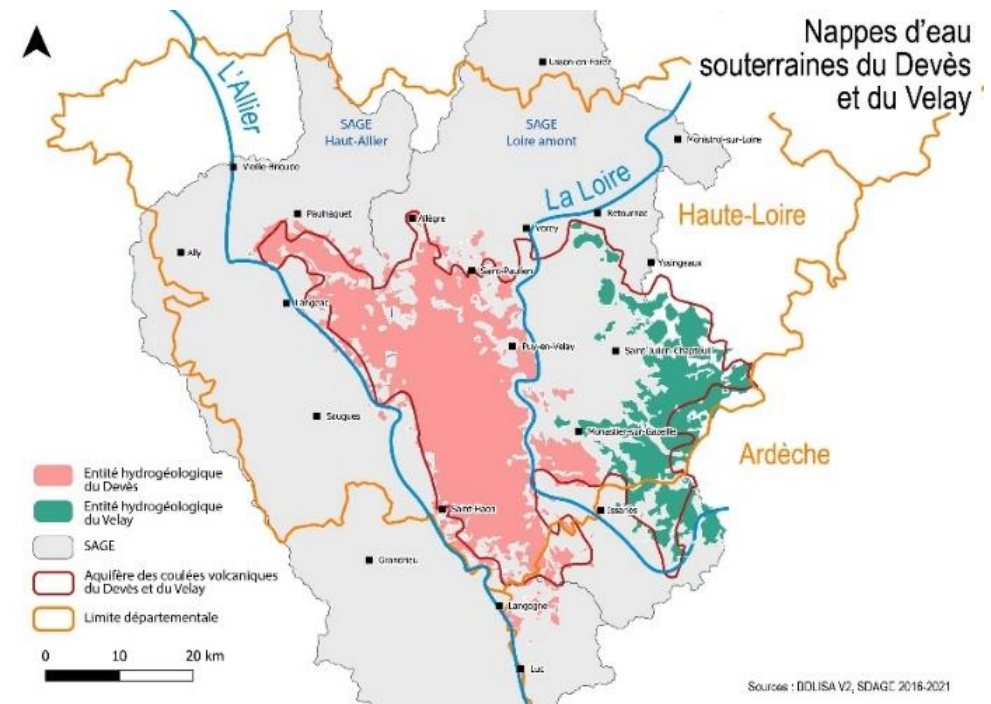 Nappes d'eau
souterraines du Devès
et du Velay
L'Allier
SAGE
Haut-Allier
SAGE
Loire amont
Monistrol-sur-Loire
Vieille-Brioude
La Loire
Paulhaguet
Allègre
Vorey
Retournac
Haute-Loire
Ally
Saint-Paulien
Yssingeaux
Langeac
Puy-en-Velay
Saint-Julien-Chapteuil
Saugues
Monastier-sur-Gazeille
Ardèche
Saint-Haon
Issarlès
Grandrieu
Langogne
Luc
Entité hydrogéologique
du Devès
Entité hydrogéologique
du Velay
SAGE
Aquifère des coulées volcaniques
du Devès et du Velay
Limite départementale
0 10 20 km
Sources : BDLISA V2, SDAGE 2016-2021